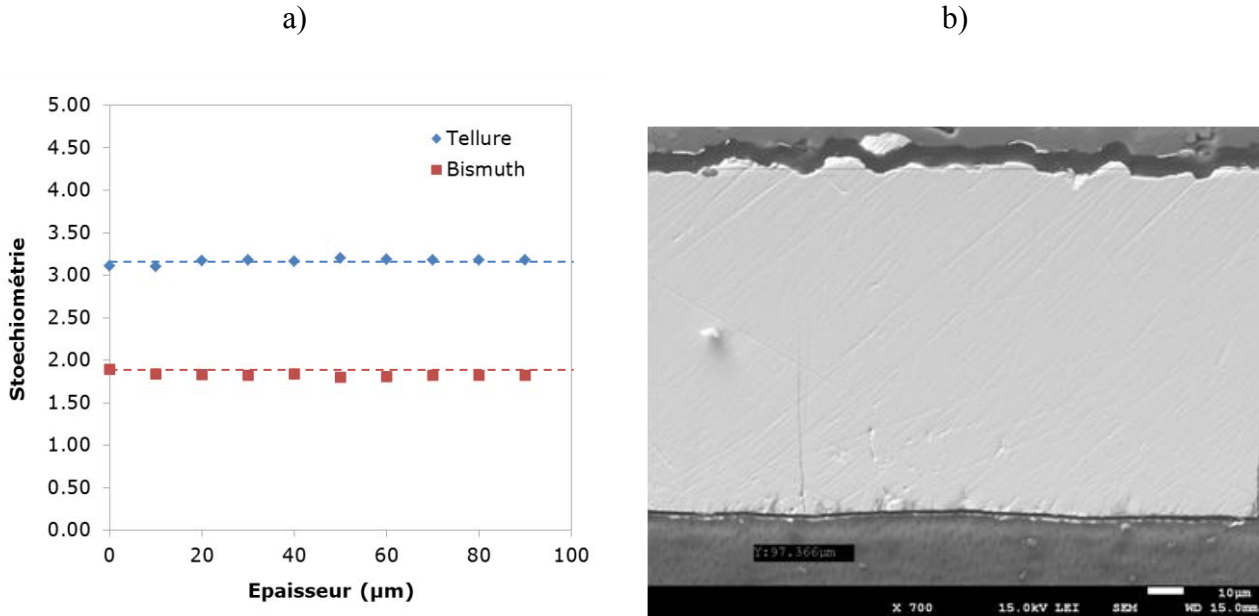 a)
b)
5.00
4.50
4.00
3.50
3.00
2.50
2.00
1.50
1.00
0.50
0.00
Stoechiométrie
Tellure
Bismuth
0
20
40
60
80
100
Epaisseur (µm)
Y:97.366µm
10µm
X 700 15.0kV LEI SEM WD 15.0mm